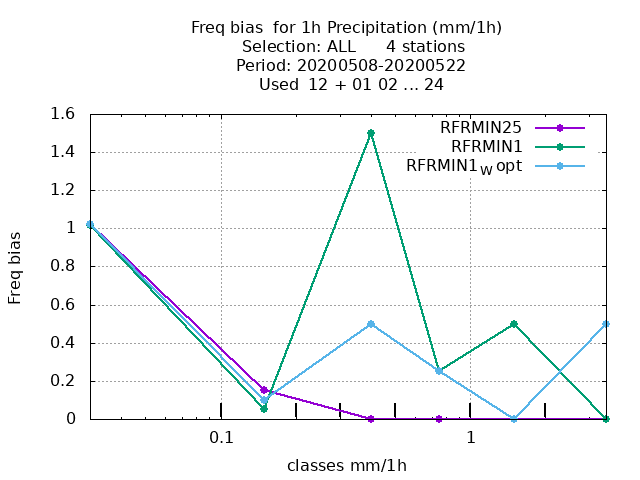 Freq bias  for 1h Precipitation (mm/1h)
Selection: ALL      4 stations
Period: 20200508-20200522
Used  12 + 01 02 ... 24
RFRMIN25
RFRMIN1
RFRMIN1W opt
1.6
1.4
1.2
1
0.8
0.6
0.4
0.2
0
Freq bias
0.1
1
classes mm/1h